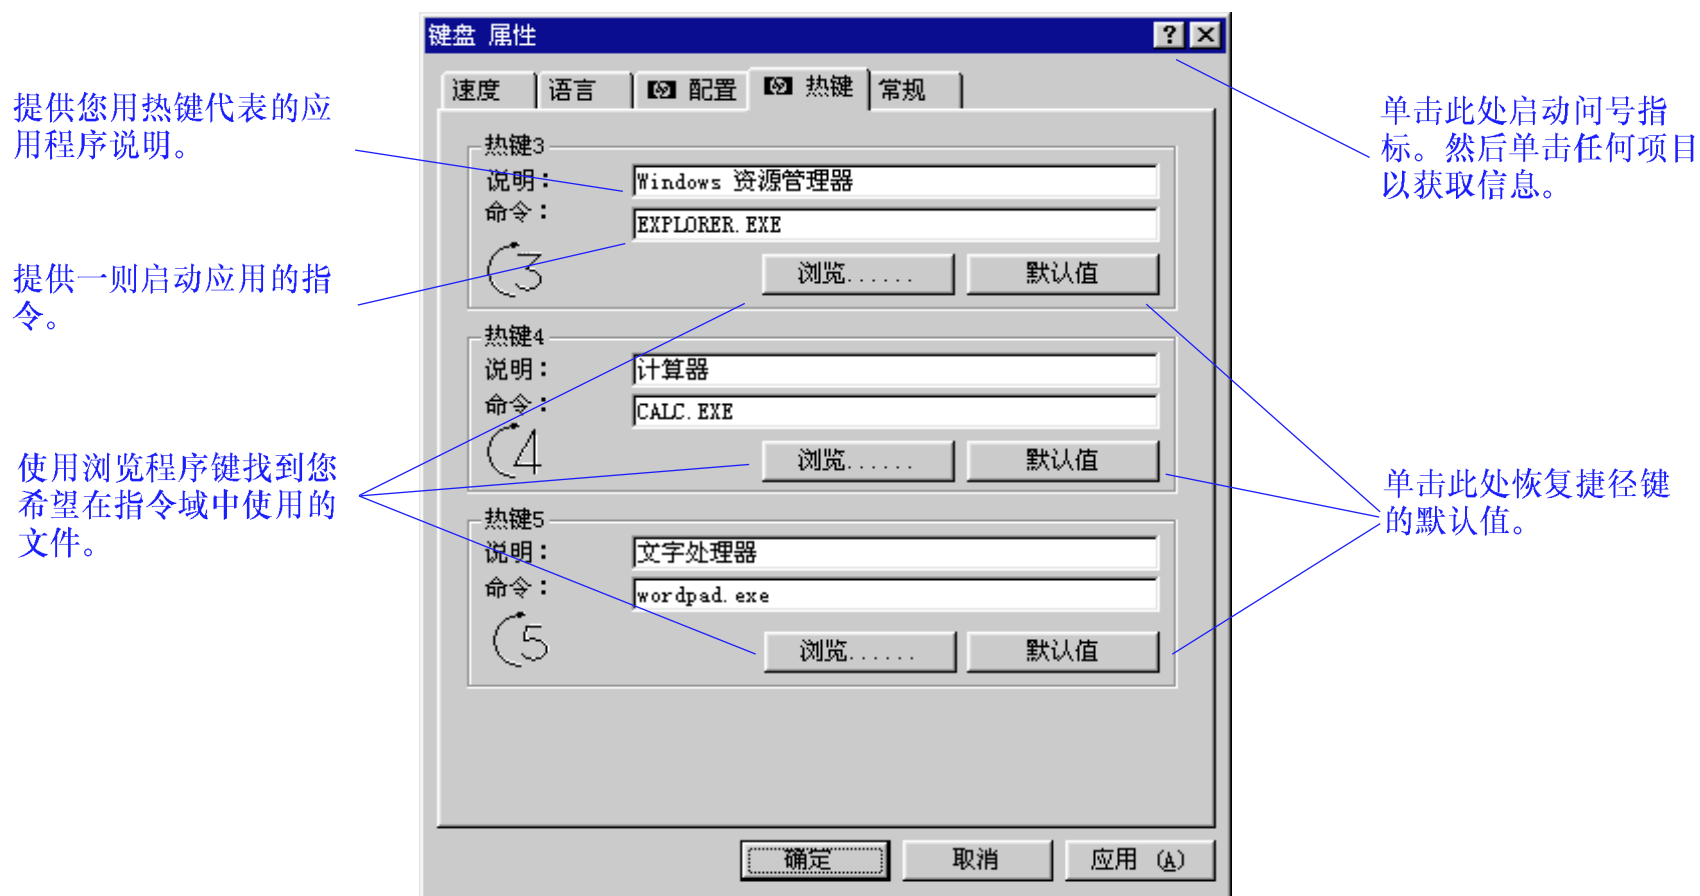 键盘 属性
速度 语言 配置 热键 常规
提供您用热键代表的应
用程序说明。
单击此处启动问号指
标。然后单击任何项目
以获取信息。
热键3
说明: Windows 资源管理器
命令: EXPLORER.EXE
3
浏览...... 默认值
提供一则启动应用的指
令。
热键4
说明: 计算器
命令: CALC.EXE
4
浏览...... 默认值
使用浏览程序键找到您
希望在指令域中使用的
文件。
单击此处恢复捷径键
的默认值。
热键5
说明: 文字处理器
命令: wordpad.exe
5
浏览...... 默认值
确定 取消 应用 (A)